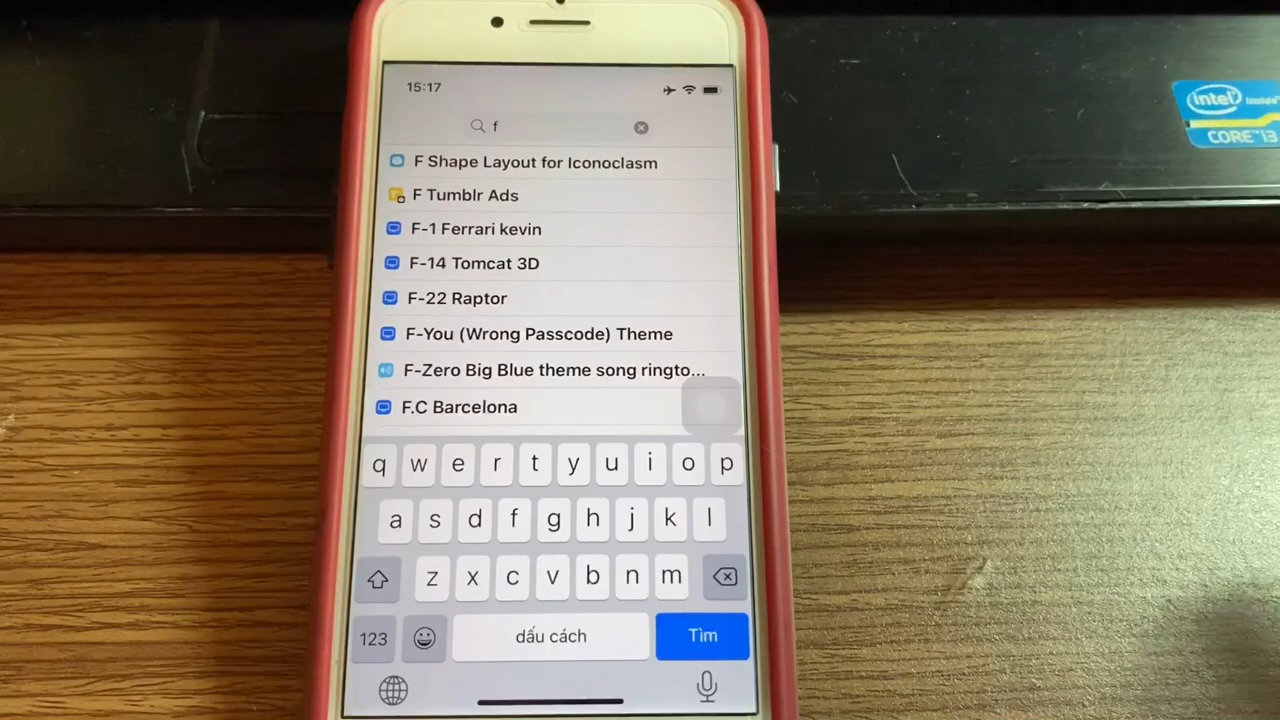 15:17
f
F Shape Layout for Iconoclasm
F Tumblr Ads
F-1 Ferrari kevin
F-14 Tomcat 3D
F-22 Raptor
F-You (Wrong Passcode) Theme
F-Zero Big Blue theme song ringto...
F.C Barcelona
q w e r t y u i o p
a s d f g h j k l
z x c v b n m
123 dấu cách Tìm
intel inside
CORE i3